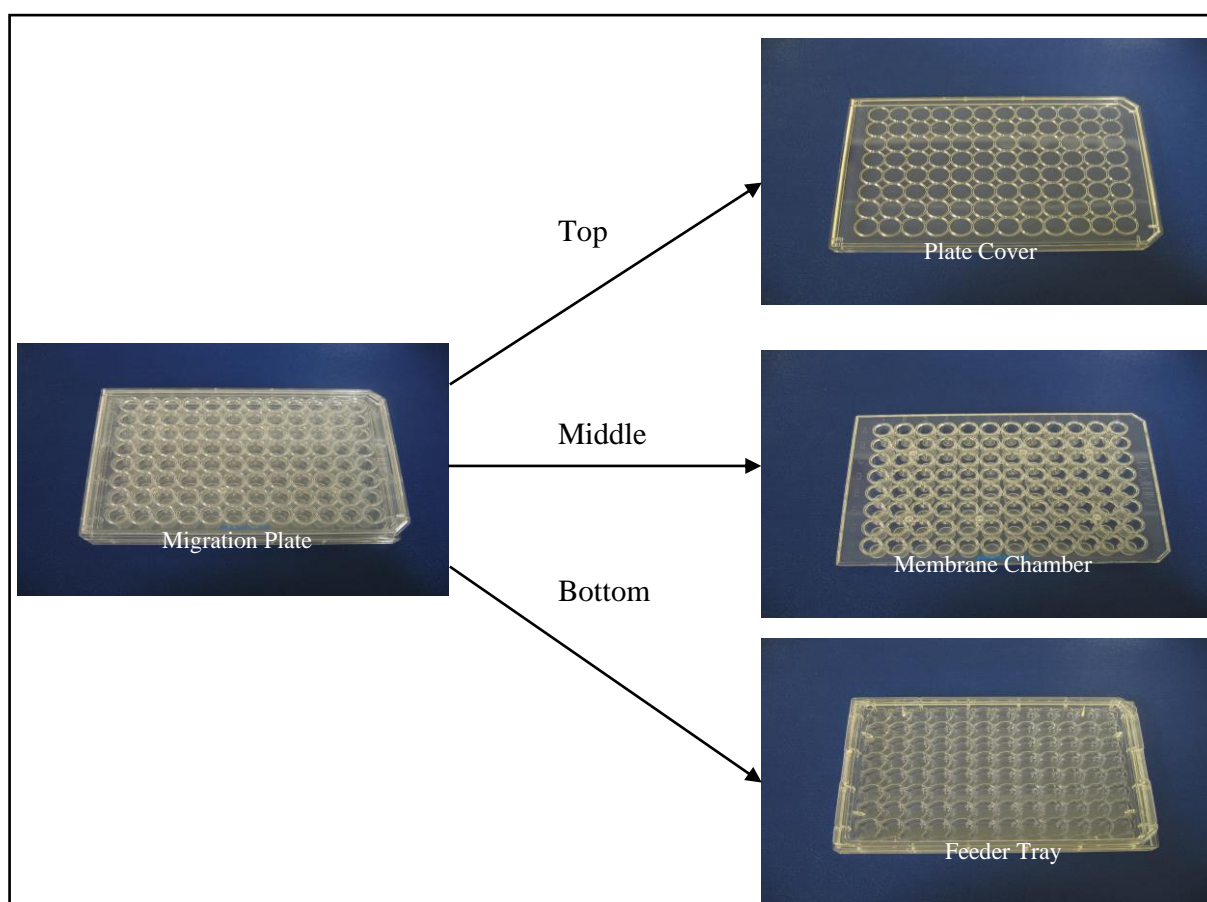 Top
Plate Cover
Migration Plate
Middle
Membrane Chamber
Bottom
Feeder Tray